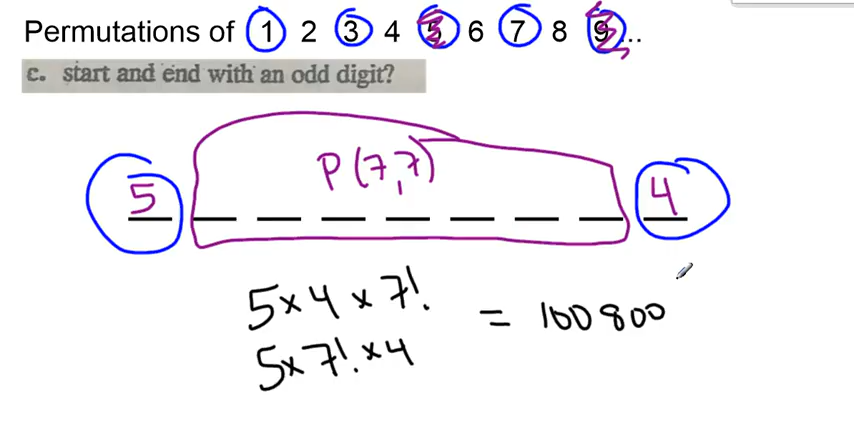 Permutations of 1 2 3 4 5 6 7 8 9...
c. start and end with an odd digit?
P(7,7)
5 4
5 x 4 x 7!
= 100800
5 x 7! x 4